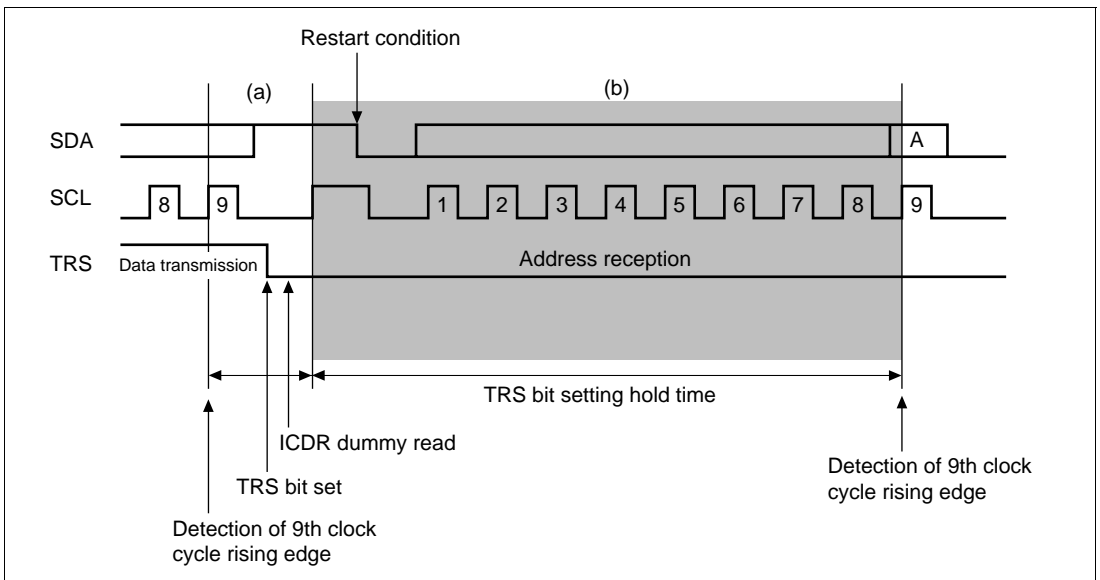 Restart condition
(a)
(b)
SDA
A
SCL
8 9 1 2 3 4 5 6 7 8 9
TRS
Data transmission
Address reception
TRS bit setting hold time
ICDR dummy read
TRS bit set
Detection of 9th clock
cycle rising edge
Detection of 9th clock
cycle rising edge